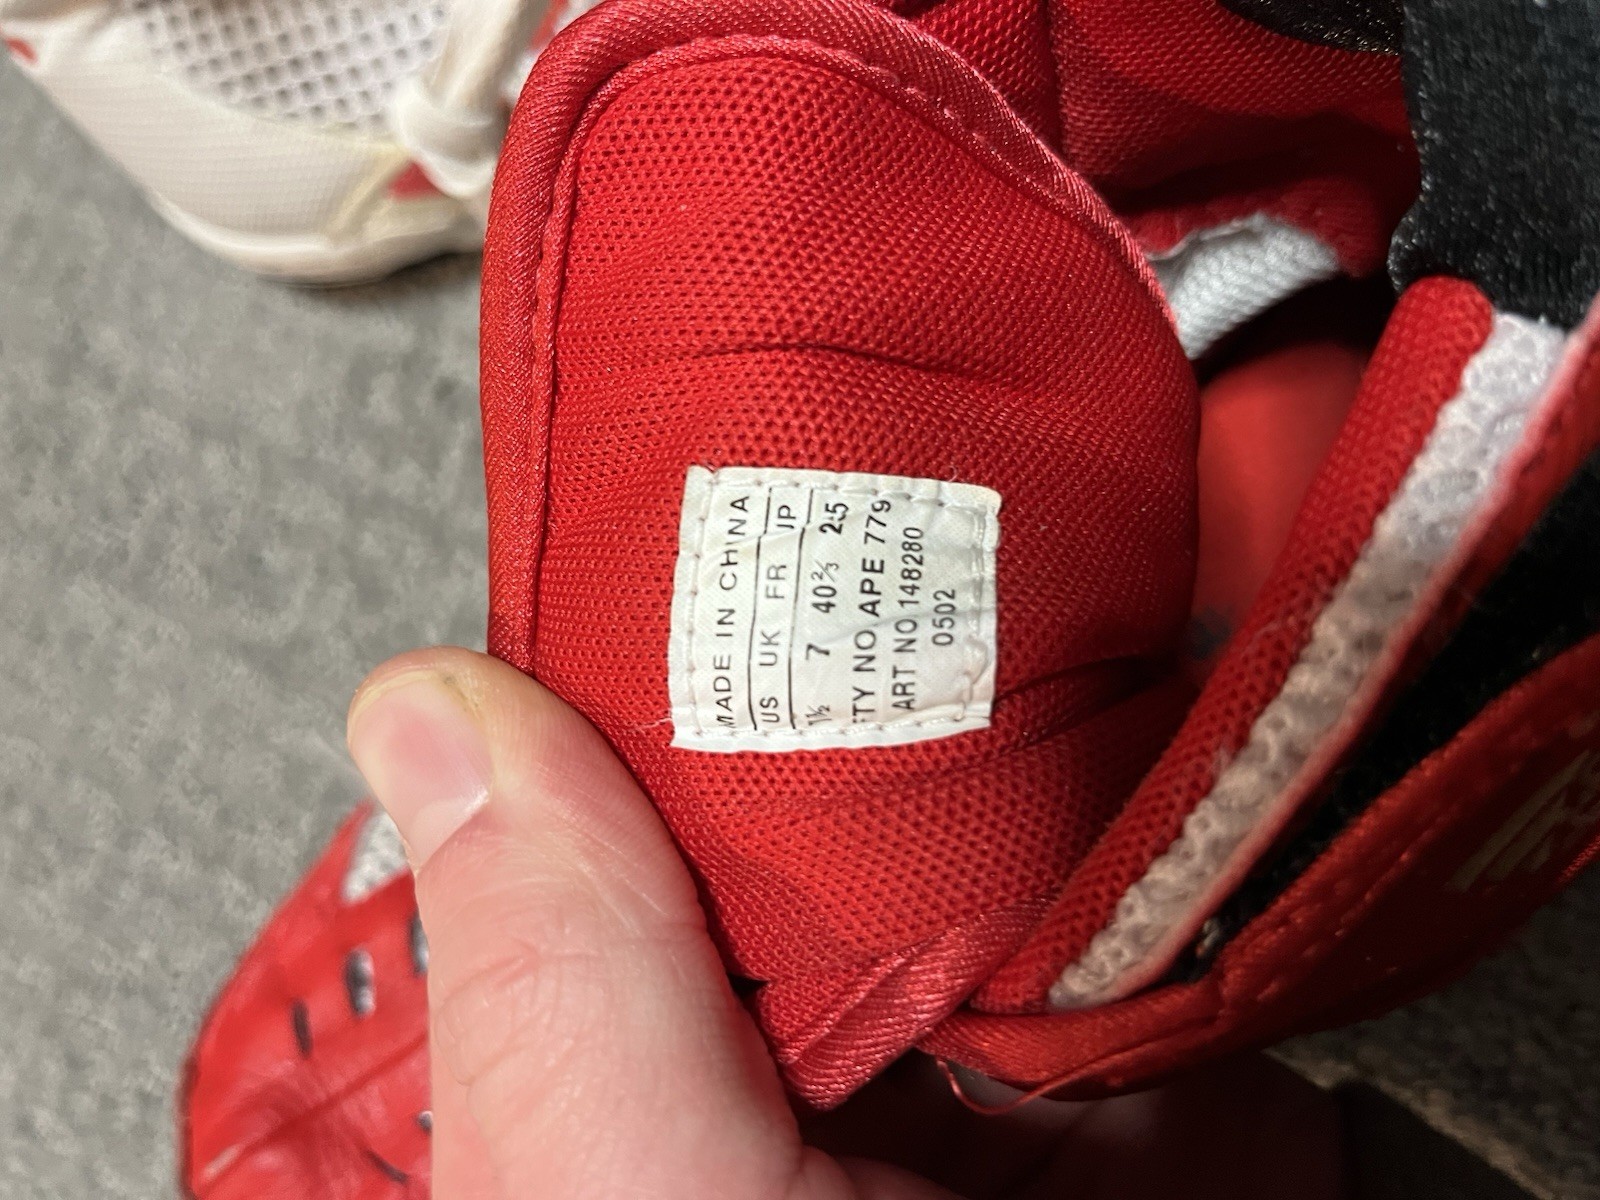 MADE IN CHINA
US UK FR JP
7½ 7 40⅔ 25
FTY NO. APE 779
ART NO 148280
0502